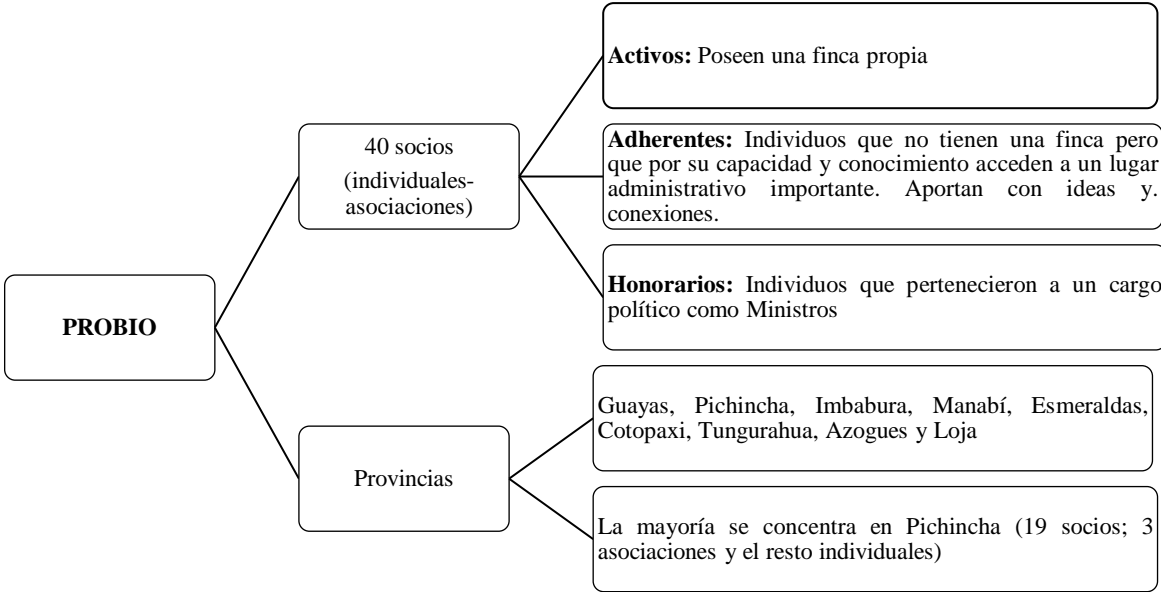 PROBIO
40 socios
(individuales-
asociaciones)
Activos: Poseen una finca propia
Adherentes: Individuos que no tienen una finca pero
que por su capacidad y conocimiento acceden a un lugar
administrativo importante. Aportan con ideas y.
conexiones.
Honorarios: Individuos que pertenecieron a un cargo
político como Ministros
Provincias
Guayas, Pichincha, Imbabura, Manabí, Esmeraldas,
Cotopaxi, Tungurahua, Azogues y Loja
La mayoría se concentra en Pichincha (19 socios; 3
asociaciones y el resto individuales)